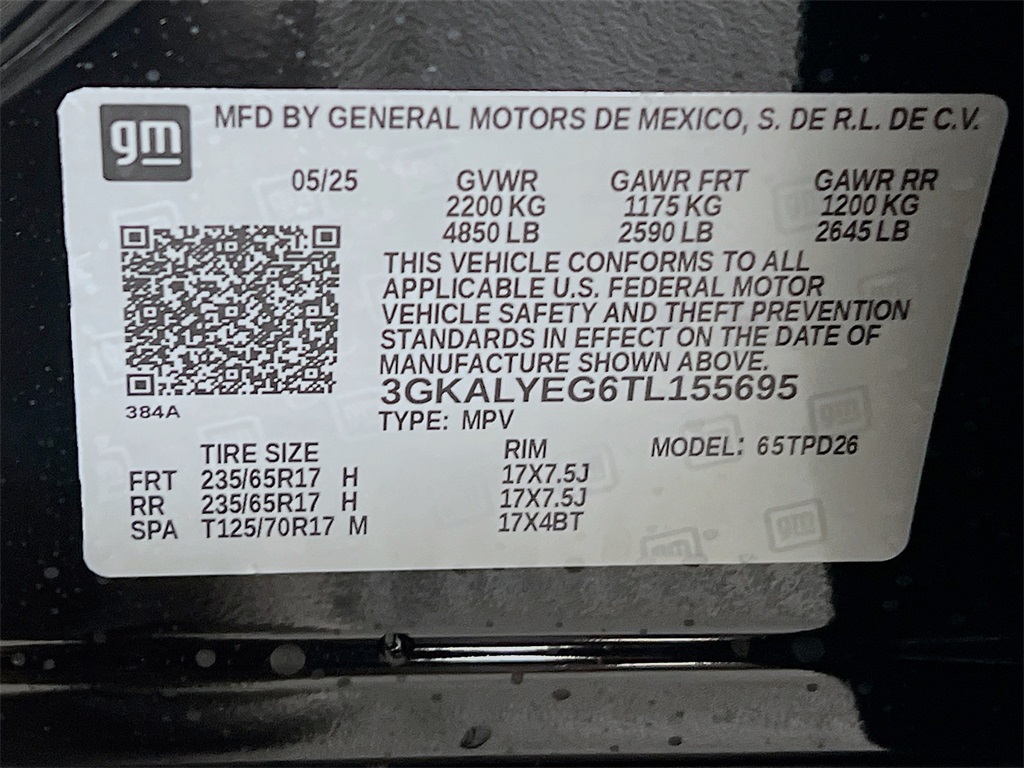 gm
MFD BY GENERAL MOTORS DE MEXICO, S. DE R.L. DE C.V.
05/25 GVWR GAWR FRT GAWR RR
2200 KG 1175 KG 1200 KG
4850 LB 2590 LB 2645 LB
THIS VEHICLE CONFORMS TO ALL
APPLICABLE U.S. FEDERAL MOTOR
VEHICLE SAFETY AND THEFT PREVENTION
STANDARDS IN EFFECT ON THE DATE OF
MANUFACTURE SHOWN ABOVE.
3GKALYEG6TL155695
384A
TYPE: MPV
TIRE SIZE RIM MODEL: 65TPD26
FRT 235/65R17 H 17X7.5J
RR 235/65R17 H 17X7.5J
SPA T125/70R17 M 17X4BT
gm
gm
gm